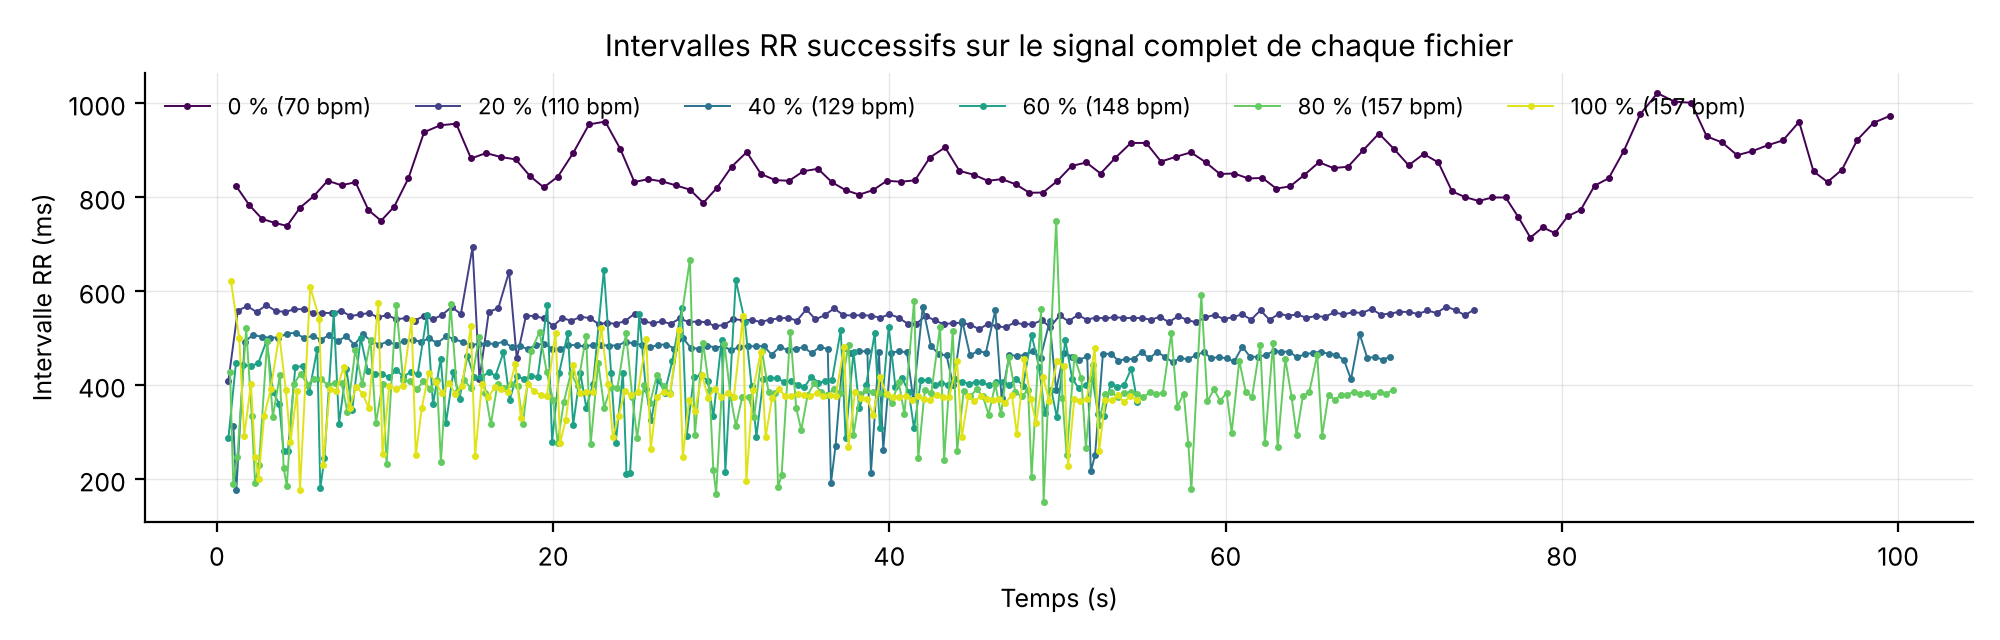 Intervalles RR successifs sur le signal complet de chaque fichier
0 % (70 bpm) 20 % (110 bpm) 40 % (129 bpm) 60 % (148 bpm) 80 % (157 bpm) 100 % (157 bpm)
Intervalle RR (ms)
1000
800
600
400
200
0 20 40 60 80 100
Temps (s)